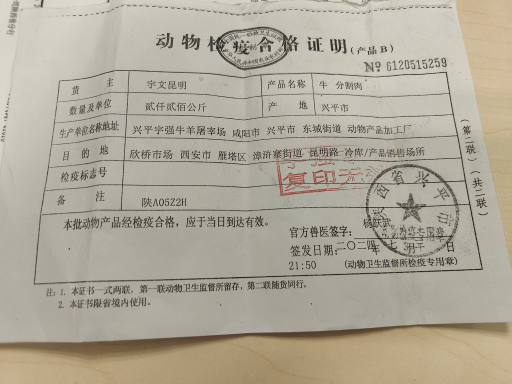 动物检疫合格证明(产品B)
№ 6120515259
货 主 宇文昆明 产品名称 牛 分割肉
数量及单位 贰仟贰佰公斤 产 地 兴平市
生产单位名称地址 兴平宇强牛羊屠宰场 咸阳市 兴平市 东城街道 动物产品加工厂
目 的 地 欣桥市场 西安市 雁塔区 漳浒寨街道 昆明路 冷库/产品销售场所
检疫标志号
复印无
备 注 陕A05Z2H
陕西省兴平市
本批动物产品经检疫合格，应于当日到达有效。
官方兽医签字：
签发日期：二〇二四年七月 日
21:50 (动物卫生监督所检疫专用章)
(第二联)
(共二联)
注：1. 本证书一式两联，第一联动物卫生监督所留存，第二联随货同行。
2. 本证书限省境内使用。